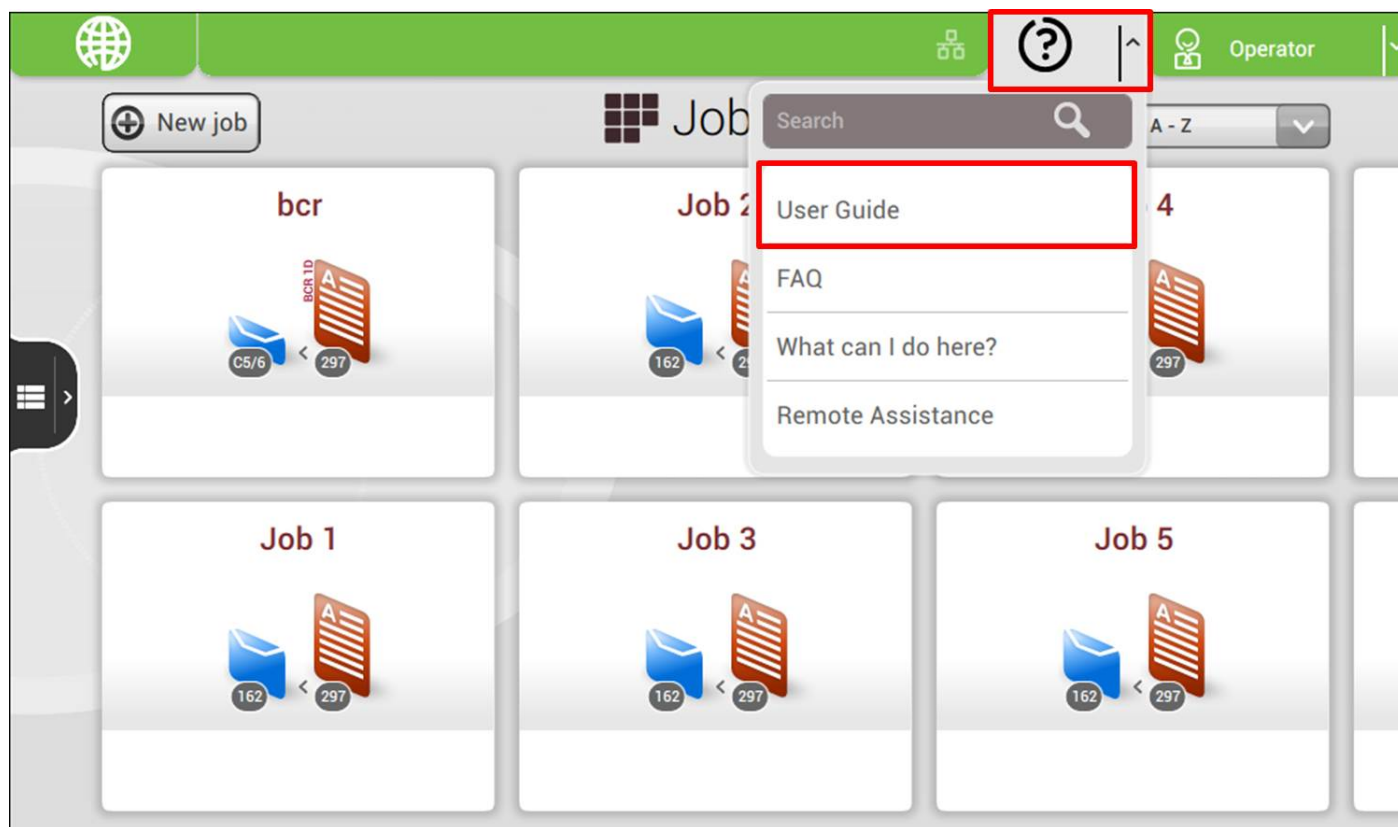 Operator
New job
Job
Search
A - Z
bcr
Job 2
User Guide
4
BCR 1D
A
A
A
FAQ
C5/6 < 297
162 < 2
297
What can I do here?
Remote Assistance
Job 1
Job 3
Job 5
A
A
A
162 < 297
162 < 297
162 < 297